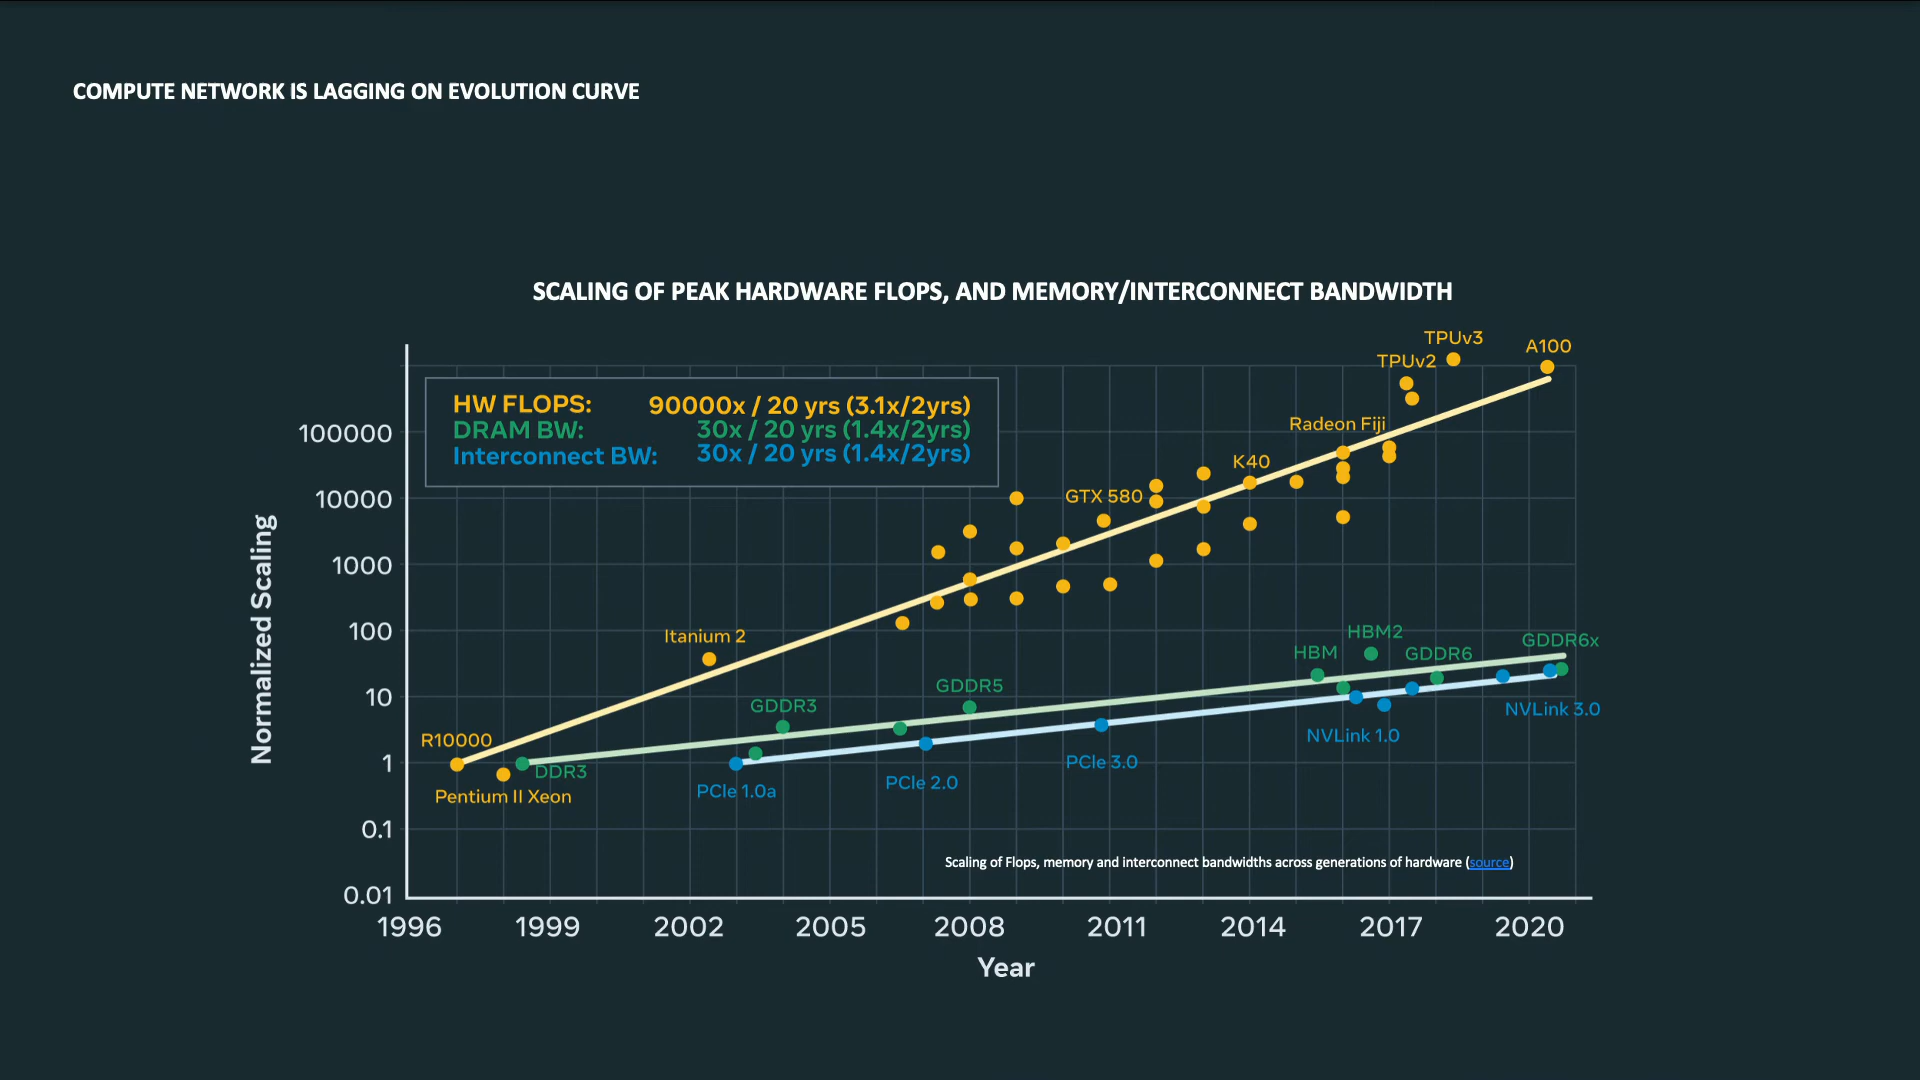 COMPUTE NETWORK IS LAGGING ON EVOLUTION CURVE
SCALING OF PEAK HARDWARE FLOPS, AND MEMORY/INTERCONNECT BANDWIDTH
HW FLOPS: 90000x / 20 yrs (3.1x/2yrs)
DRAM BW: 30x / 20 yrs (1.4x/2yrs)
Interconnect BW: 30x / 20 yrs (1.4x/2yrs)
TPUv3
A100
TPUv2
Radeon Fiji
K40
GTX 580
Itanium 2
R10000
Pentium II Xeon
HBM2
GDDR6x
HBM
GDDR6
GDDR5
GDDR3
DDR3
NVLink 3.0
NVLink 1.0
PCIe 3.0
PCIe 2.0
PCIe 1.0a
100000
10000
1000
100
10
1
0.1
0.01
Normalized Scaling
Scaling of Flops, memory and interconnect bandwidths across generations of hardware (source)
1996 1999 2002 2005 2008 2011 2014 2017 2020
Year